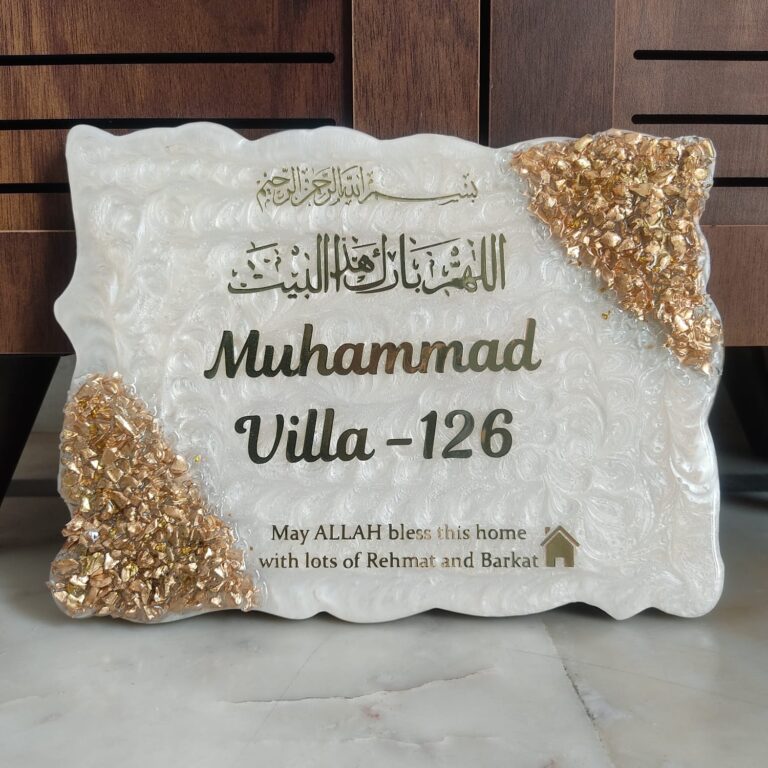 بسم الله الرحمن الرحيم
اللهم بارك هذا البيت
Muhammad
Villa -126
May ALLAH bless this home
with lots of Rehmat and Barkat